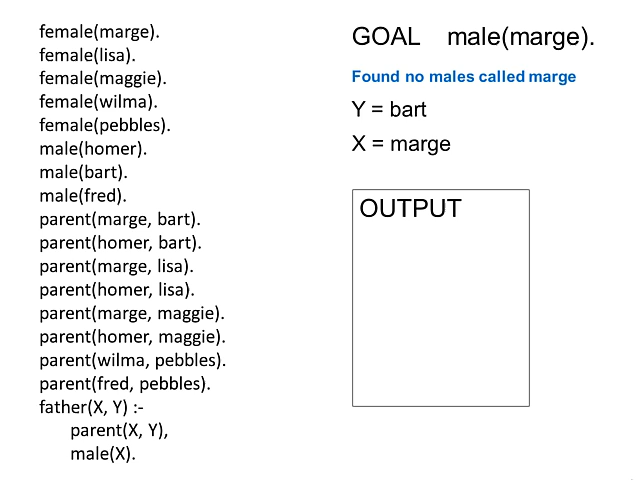 female(marge).
female(lisa).
female(maggie).
female(wilma).
female(pebbles).
male(homer).
male(bart).
male(fred).
parent(marge, bart).
parent(homer, bart).
parent(marge, lisa).
parent(homer, lisa).
parent(marge, maggie).
parent(homer, maggie).
parent(wilma, pebbles).
parent(fred, pebbles).
father(X, Y) :-
parent(X, Y),
male(X).
GOAL male(marge).
Found no males called marge
Y = bart
X = marge
OUTPUT